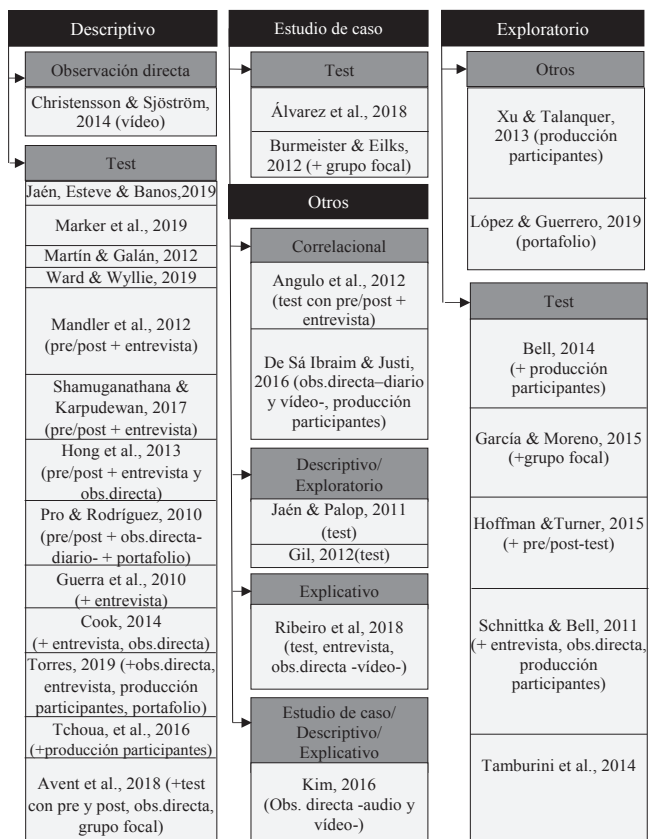 Descriptivo
Observación directa
Christensson & Sjöström,
2014 (vídeo)
Test
Jaén, Esteve & Banos,2019
Marker et al., 2019
Martín & Galán, 2012
Ward & Wyllie, 2019
Mandler et al., 2012
(pre/post + entrevista)
Shamuganathana &
Karpudewan, 2017
(pre/post + entrevista)
Hong et al., 2013
(pre/post + entrevista y
obs.directa)
Pro & Rodríguez, 2010
(pre/post + obs.directa-
diario- + portafolio)
Guerra et al., 2010
(+ entrevista)
Cook, 2014
(+ entrevista, obs.directa)
Torres, 2019 (+obs.directa,
entrevista, producción
participantes, portafolio)
Tchoua, et al., 2016
(+producción participantes)
Avent et al., 2018 (+test
con pre y post, obs.directa,
grupo focal)
Estudio de caso
Test
Álvarez et al., 2018
Burmeister & Eilks,
2012 (+ grupo focal)
Otros
Correlacional
Angulo et al., 2012
(test con pre/post +
entrevista)
De Sá Ibraim & Justi,
2016 (obs.directa–diario
y vídeo-, producción
participantes)
Descriptivo/
Exploratorio
Jaén & Palop, 2011
(test)
Gil, 2012(test)
Explicativo
Ribeiro et al, 2018
(test, entrevista,
obs.directa -vídeo-)
Estudio de caso/
Descriptivo/
Explicativo
Kim, 2016
(Obs. directa -audio y
vídeo-)
Exploratorio
Otros
Xu & Talanquer,
2013 (producción
participantes)
López & Guerrero, 2019
(portafolio)
Test
Bell, 2014
(+ producción
participantes)
García & Moreno, 2015
(+grupo focal)
Hoffman &Turner, 2015
(+ pre/post-test)
Schnittka & Bell, 2011
(+ entrevista, obs.directa,
producción
participantes)
Tamburini et al., 2014